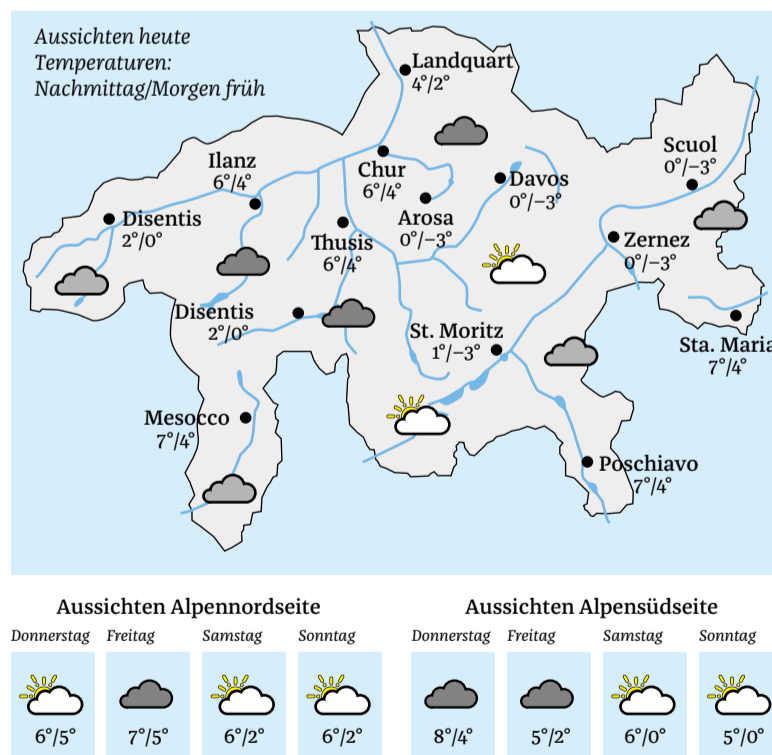 Aussichten heute
Temperaturen:
Nachmittag/Morgen früh
Landquart
4°/2°
Scuol
0°/–3°
Ilanz
6°/4°
Chur
6°/4°
Davos
0°/–3°
Arosa
0°/–3°
Disentis
2°/0°
Thusis
6°/4°
Zernez
0°/–3°
Disentis
2°/0°
St. Moritz
1°/–3°
Sta. Maria
7°/4°
Mesocco
7°/4°
Poschiavo
7°/4°
Aussichten Alpennordseite
Donnerstag Freitag Samstag Sonntag
6°/5° 7°/5° 6°/2° 6°/2°
Aussichten Alpensüdseite
Donnerstag Freitag Samstag Sonntag
8°/4° 5°/2° 6°/0° 5°/0°